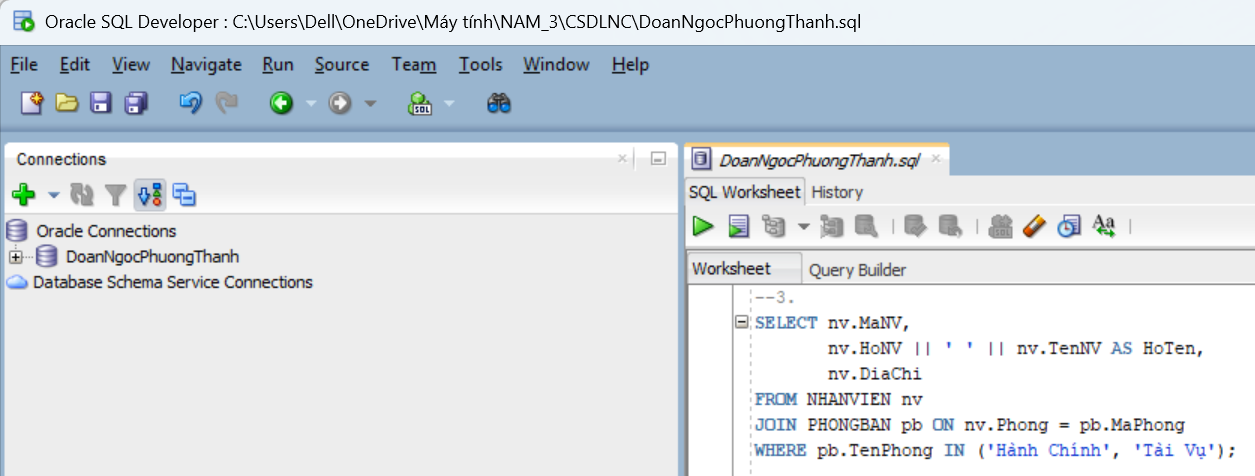 Oracle SQL Developer : C:\Users\Dell\OneDrive\Máy tính\NAM_3\CSDLNC\DoanNgocPhuongThanh.sql
File Edit View Navigate Run Source Team Tools Window Help
SQL
Connections
Oracle Connections
DoanNgocPhuongThanh
Database Schema Service Connections
DoanNgocPhuongThanh.sql
SQL Worksheet History
SQL Aa
Worksheet Query Builder
--3.
SELECT nv.MaNV,
nv.HoNV || ' ' || nv.TenNV AS HoTen,
nv.DiaChi
FROM NHANVIEN nv
JOIN PHONGBAN pb ON nv.Phong = pb.MaPhong
WHERE pb.TenPhong IN ('Hành Chính', 'Tài Vụ');